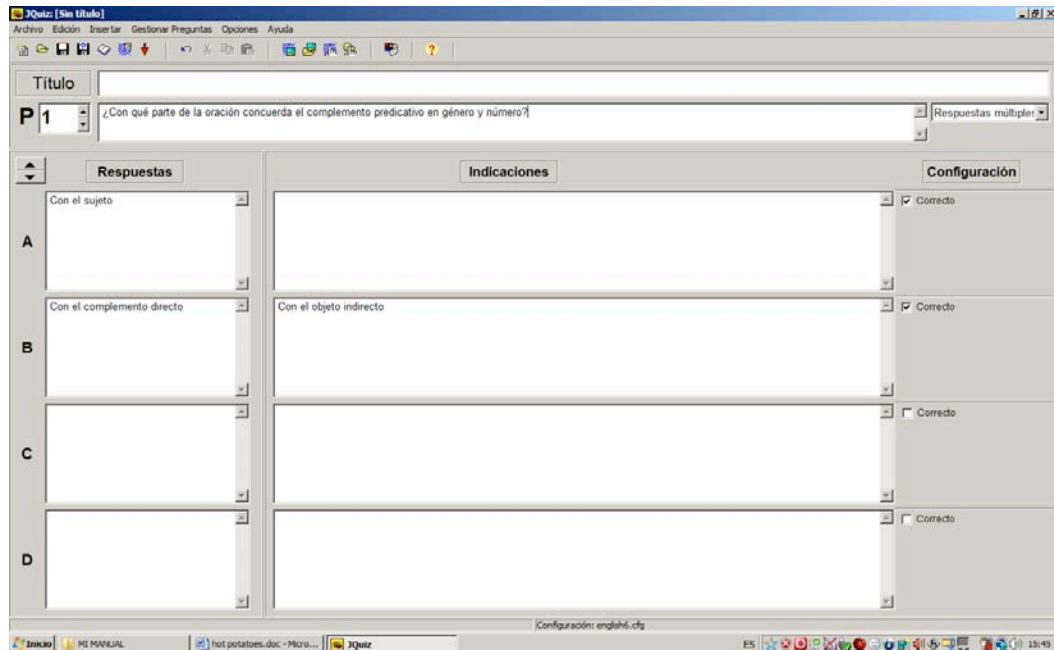 JQuiz: [Sin título]
Archivo Edición Insertar Gestionar Preguntas Opciones Ayuda
Título
P 1 ¿Con qué parte de la oración concuerda el complemento predicativo en género y número? Respuestas múltiples
Respuestas Indicaciones Configuración
A Con el sujeto Correcto
B Con el complemento directo Con el objeto indirecto Correcto
C Correcto
D Correcto
Configuración: english6.cfg
Inicio MI MANUAL hot potatoes.doc - Micro... JQuiz ES 15:45